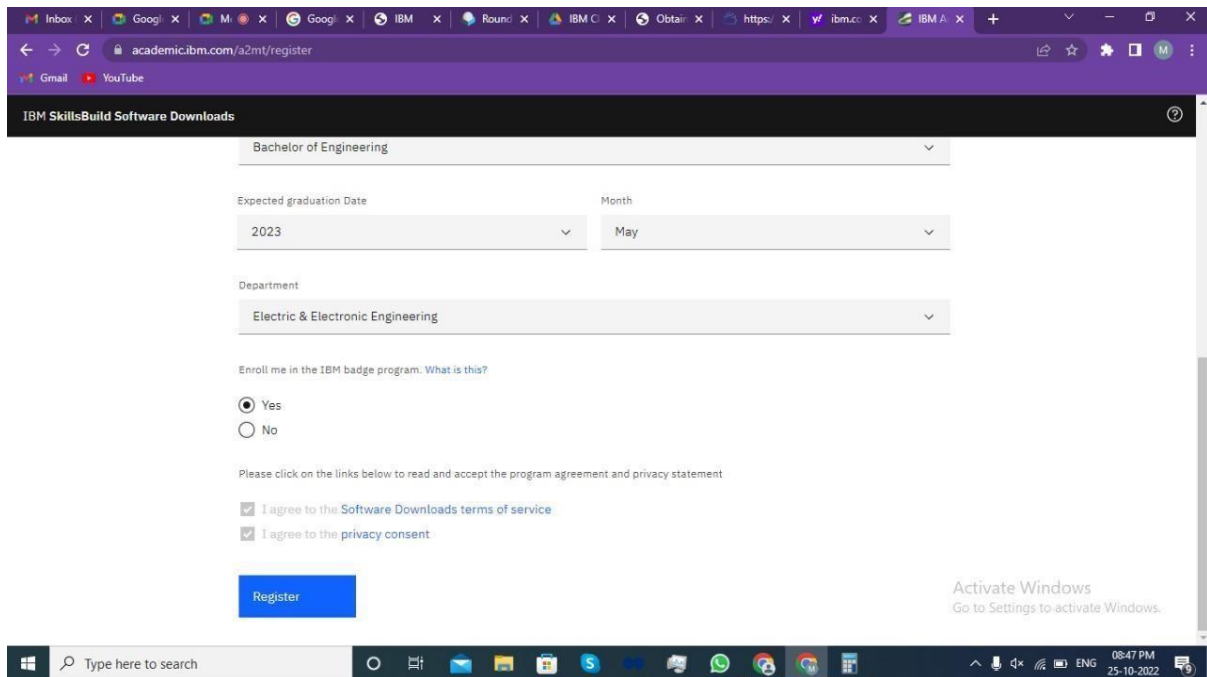 Inbox Googl M Googl IBM Round IBM C Obtain https:/ ibm.co IBM A
academic.ibm.com/a2mt/register
M
Gmail YouTube
IBM SkillsBuild Software Downloads
Bachelor of Engineering
Expected graduation Date Month
2023 May
Department
Electric & Electronic Engineering
Enroll me in the IBM badge program. What is this?
Yes
No
Please click on the links below to read and accept the program agreement and privacy statement
I agree to the Software Downloads terms of service
I agree to the privacy consent
Register
Activate Windows
Go to Settings to activate Windows.
Type here to search
ENG
08:47 PM
25-10-2022